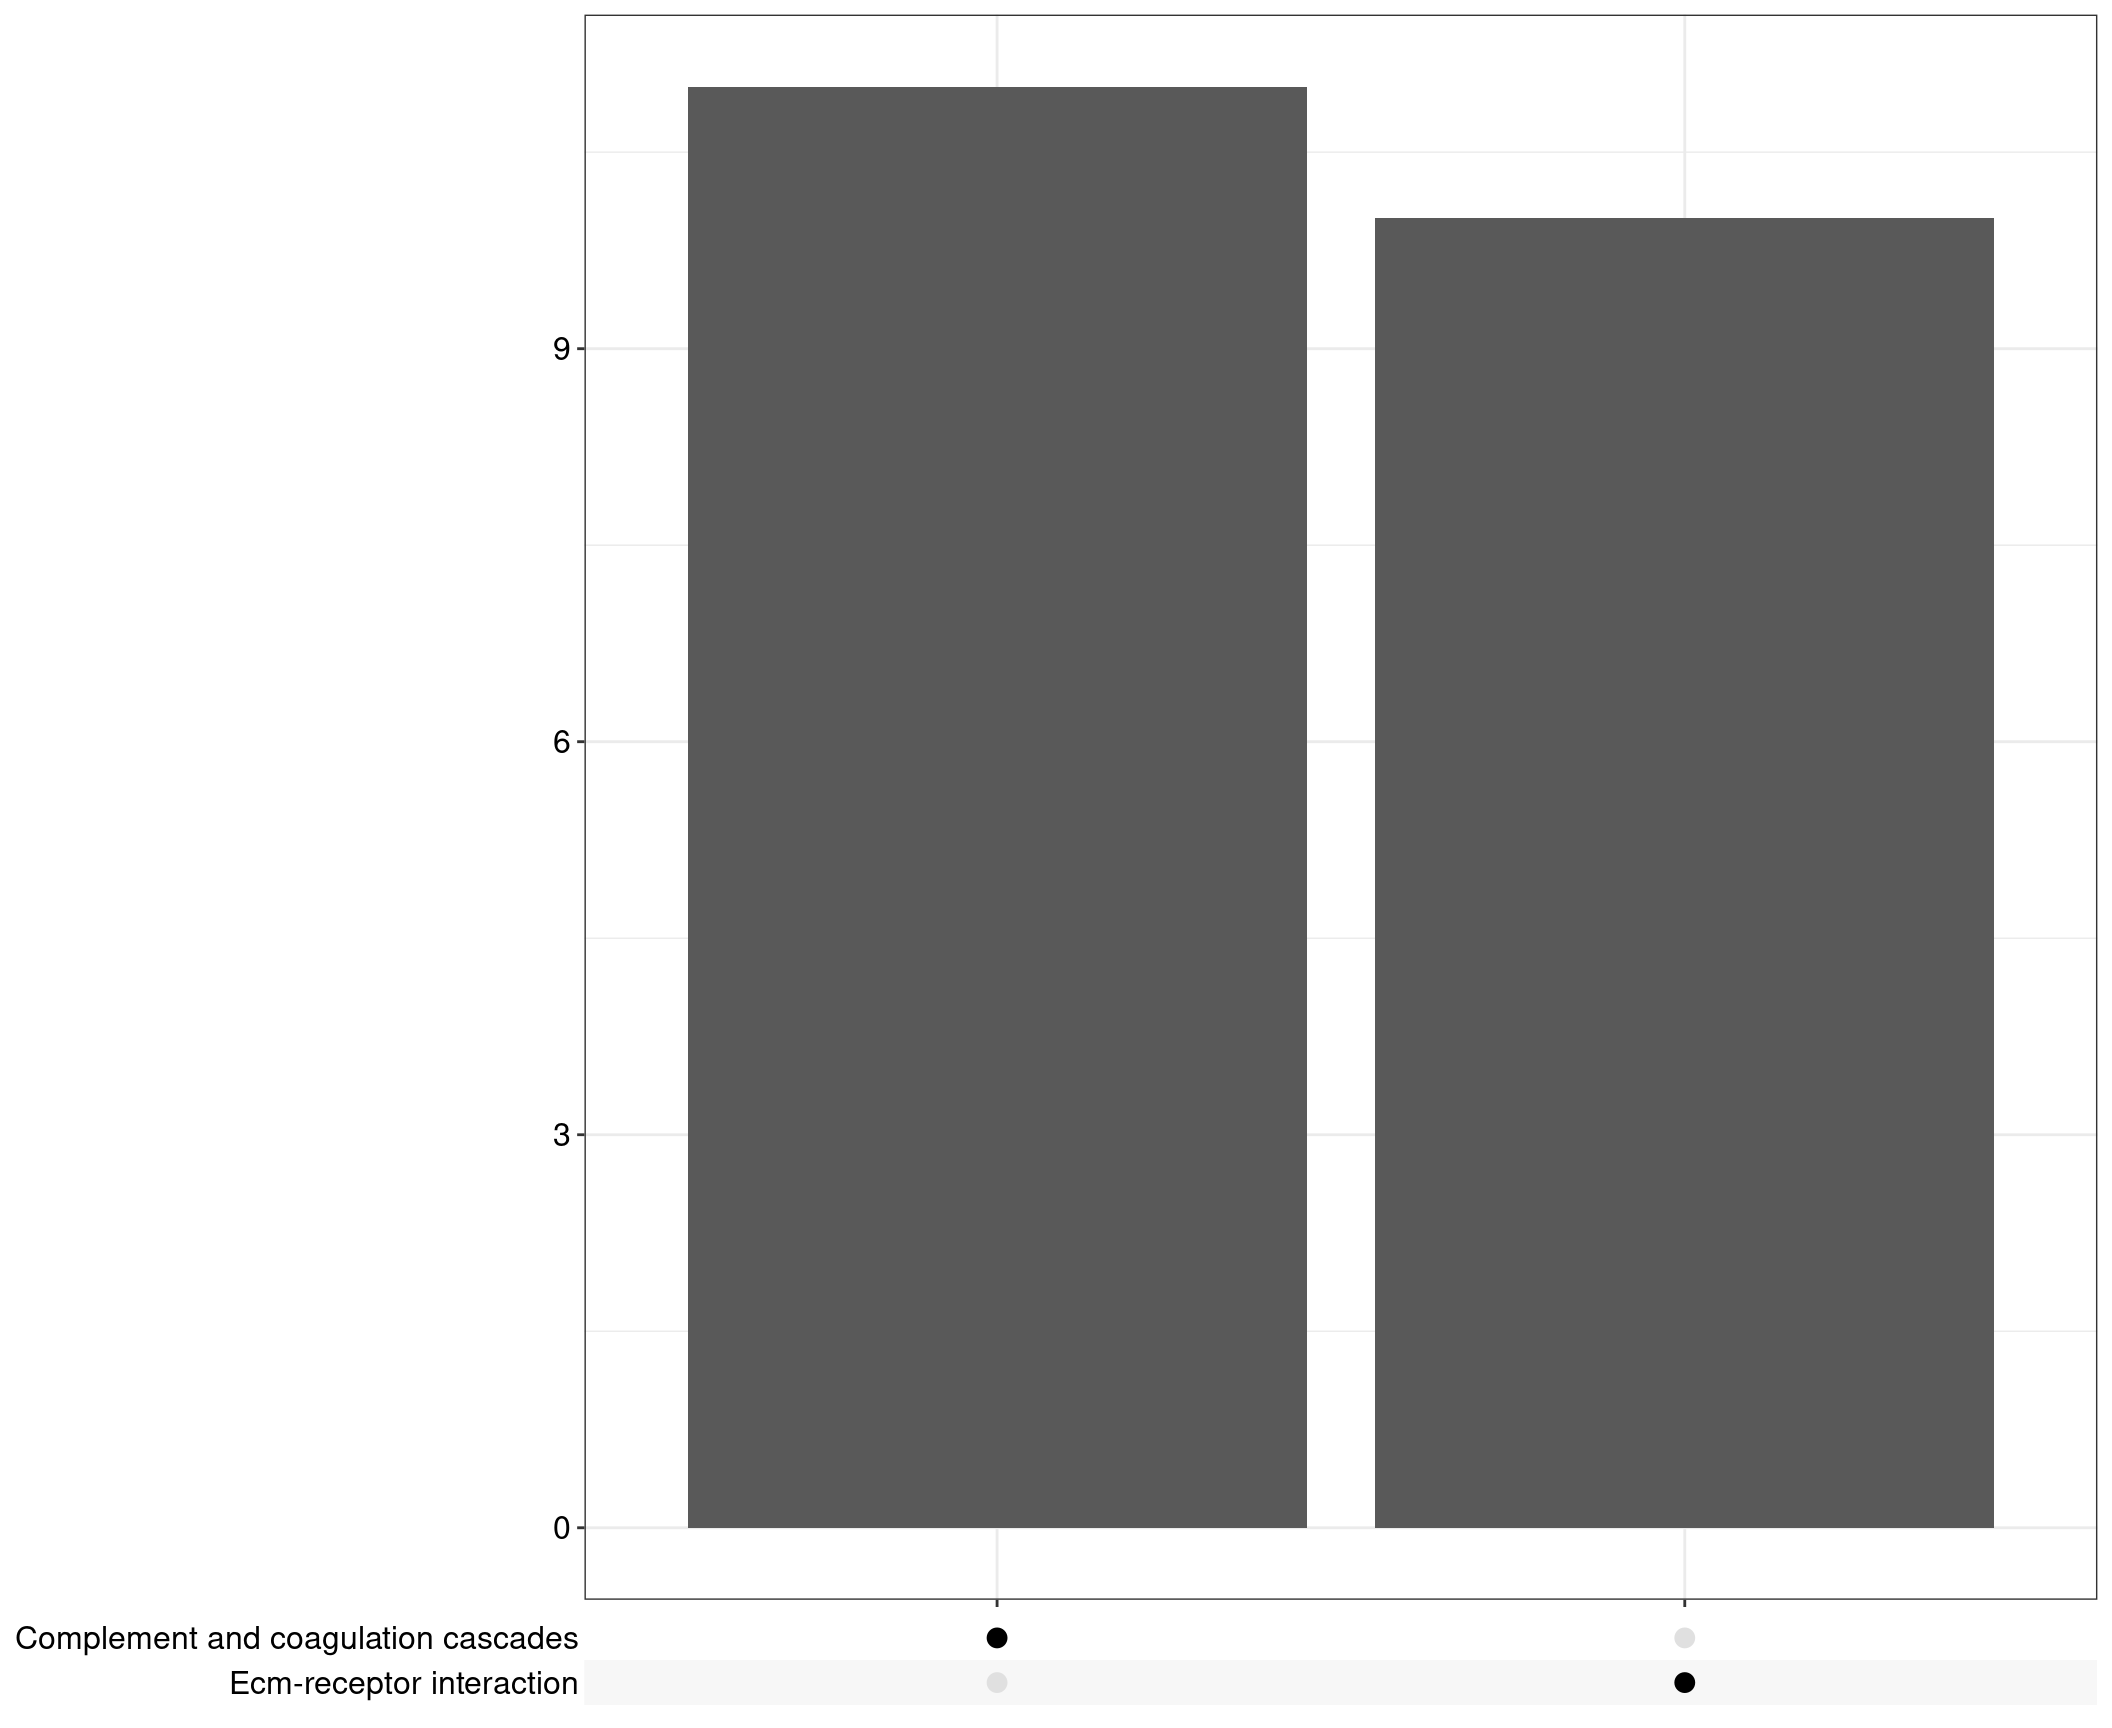 9
6
3
0
Complement and coagulation cascades
Ecm-receptor interaction